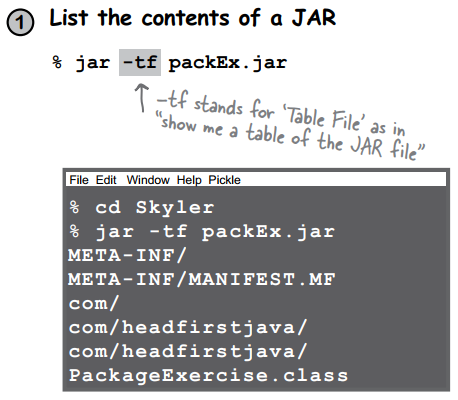 1 List the contents of a JAR
% jar -tf packEx.jar
-tf stands for 'Table File' as in
"show me a table of the JAR file"
File Edit Window Help Pickle
% cd Skyler
% jar -tf packEx.jar
META-INF/
META-INF/MANIFEST.MF
com/
com/headfirstjava/
com/headfirstjava/
PackageExercise.class